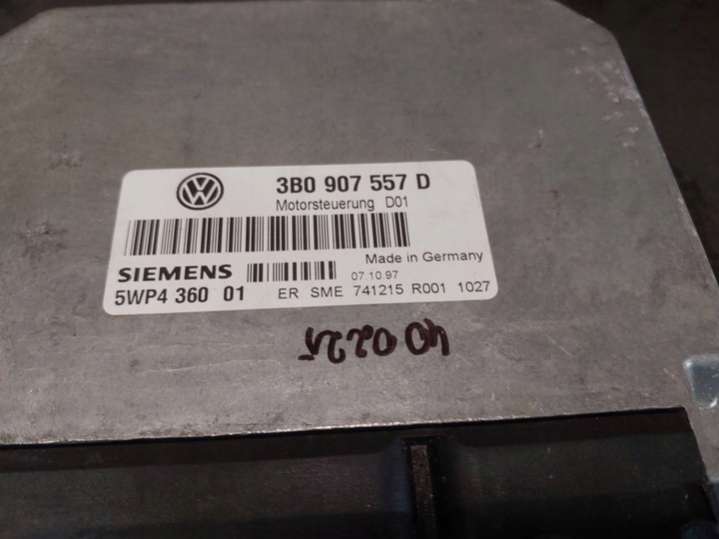 3B0 907 557 D
Motorsteuerung D01
Made in Germany
SIEMENS 07.10.97
5WP4 360 01 ER SME 741215 R001 1027